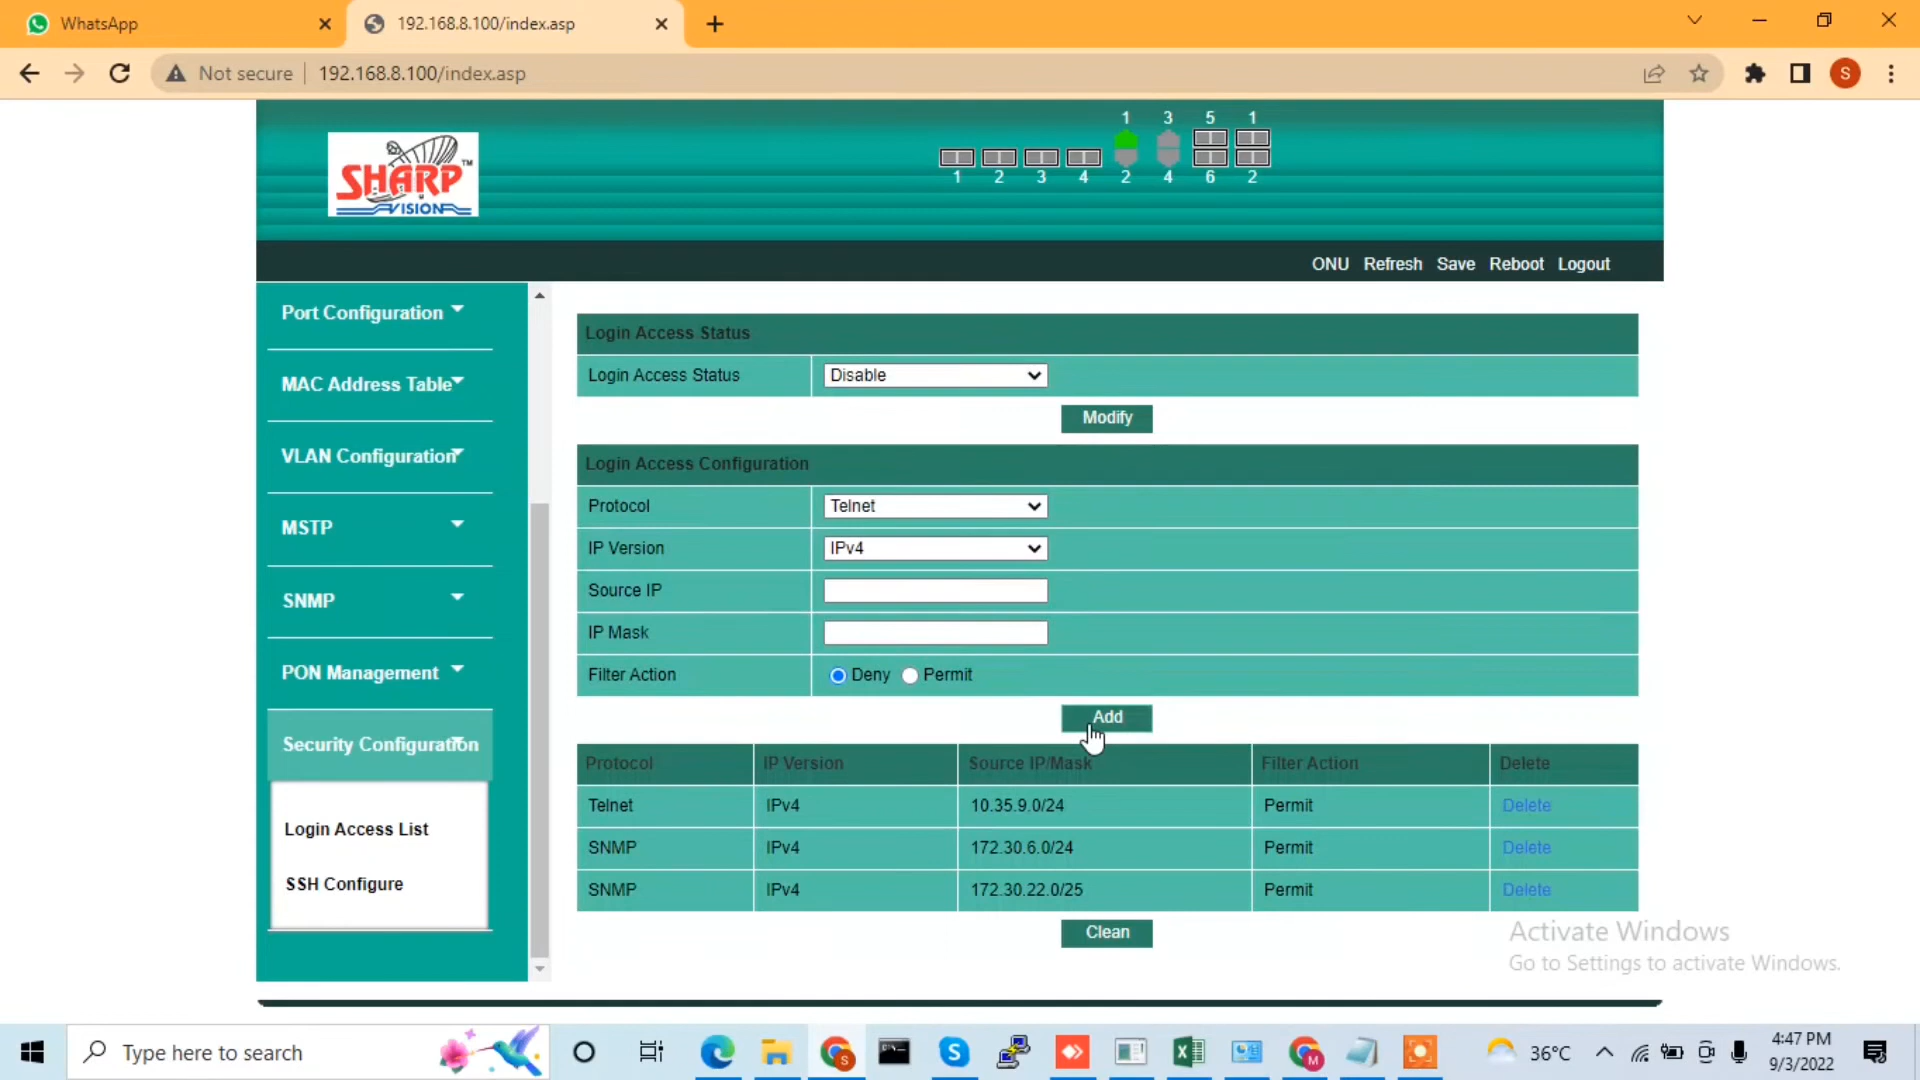 WhatsApp
192.168.8.100/index.asp
Not secure
192.168.8.100/index.asp
S
SHARP TM
VISION
1 3 5 1
1 2 3 4 2 4 6 2
ONU Refresh Save Reboot Logout
Port Configuration
MAC Address Table
VLAN Configuration
MSTP
SNMP
PON Management
Security Configuration
Login Access List
SSH Configure
Login Access Status
Login Access Status Disable
Modify
Login Access Configuration
Protocol Telnet
IP Version IPv4
Source IP
IP Mask
Filter Action Deny Permit
Add
Protocol IP Version Source IP/Mask Filter Action Delete
Telnet IPv4 10.35.9.0/24 Permit Delete
SNMP IPv4 172.30.6.0/24 Permit Delete
SNMP IPv4 172.30.22.0/25 Permit Delete
Clean
Activate Windows
Go to Settings to activate Windows.
Type here to search
S
M
36°C
4:47 PM
9/3/2022